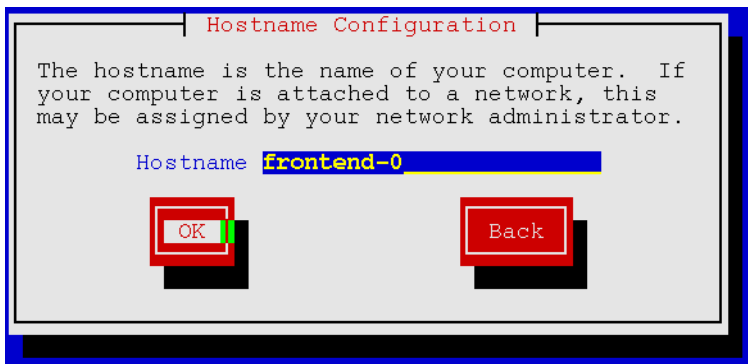 Hostname Configuration
The hostname is the name of your computer.  If
your computer is attached to a network, this
may be assigned by your network administrator.
Hostname frontend-0
OK Back